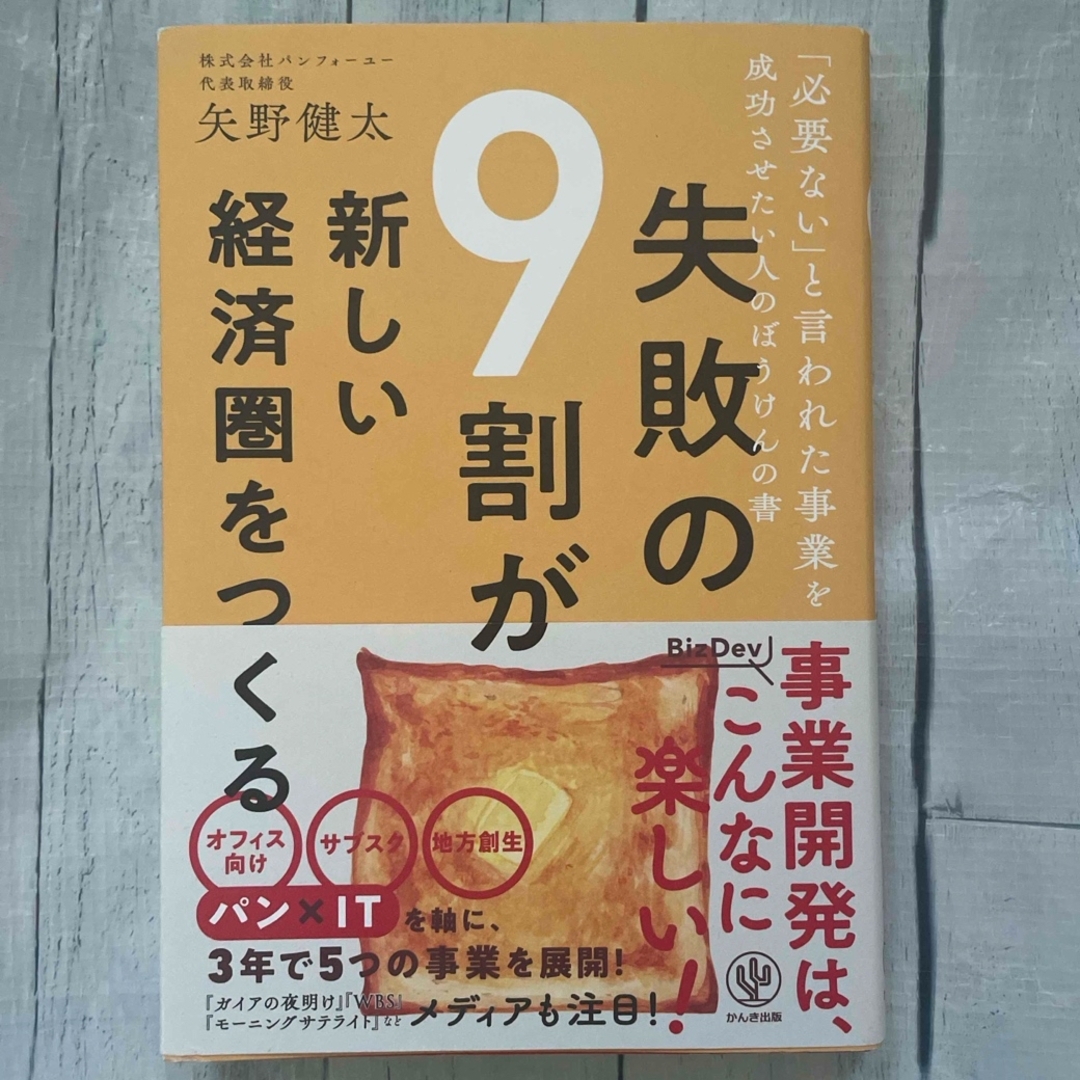 「必要ない」と言われた事業を
成功させたい人のぼうけんの書
株式会社パンフォーユー
代表取締役
矢野健太
失敗の
9割が
新しい
経済圏をつくる
BizDev
事業開発は、
こんなに
楽しい!
オフィス
向け
サブスク
地方創生
パン×ITを軸に、
3年で5つの事業を展開!
『ガイアの夜明け』『WBS』
『モーニングサテライト』など
メディアも注目!
かんき出版